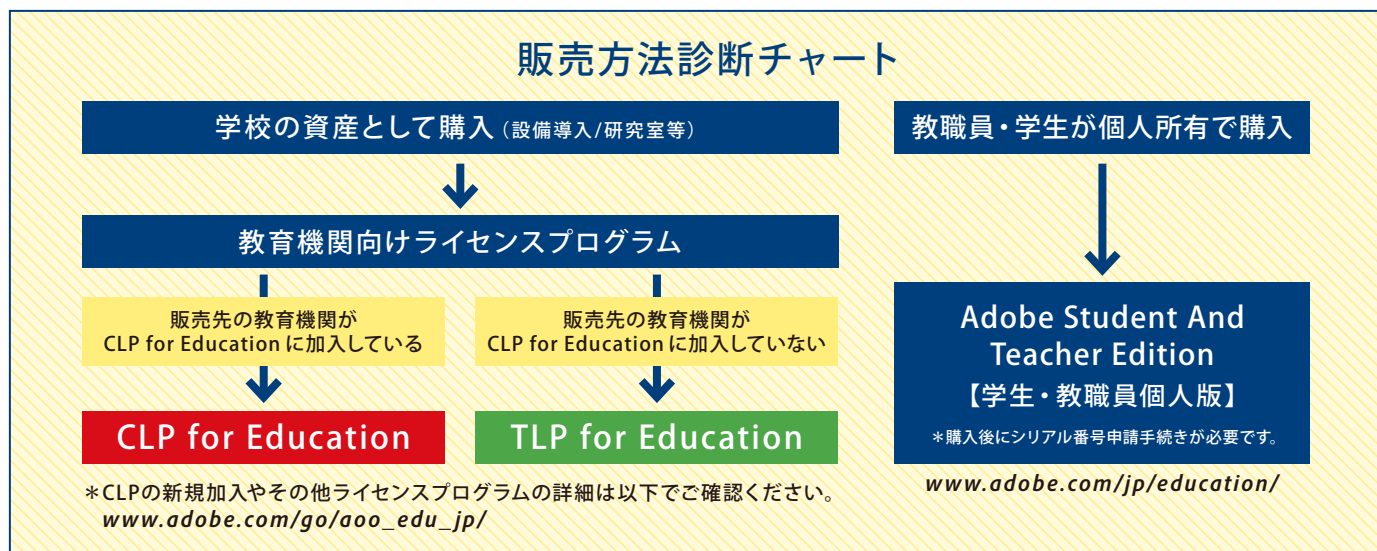 販売方法診断チャート
学校の資産として購入（設備導入/研究室等）
教育機関向けライセンスプログラム
販売先の教育機関が
CLP for Education に加入している
CLP for Education
販売先の教育機関が
CLP for Education に加入していない
TLP for Education
＊CLPの新規加入やその他ライセンスプログラムの詳細は以下でご確認ください。
www.adobe.com/go/aoo_edu_jp/
教職員・学生が個人所有で購入
Adobe Student And
Teacher Edition
【学生・教職員個人版】
＊購入後にシリアル番号申請手続きが必要です。
www.adobe.com/jp/education/